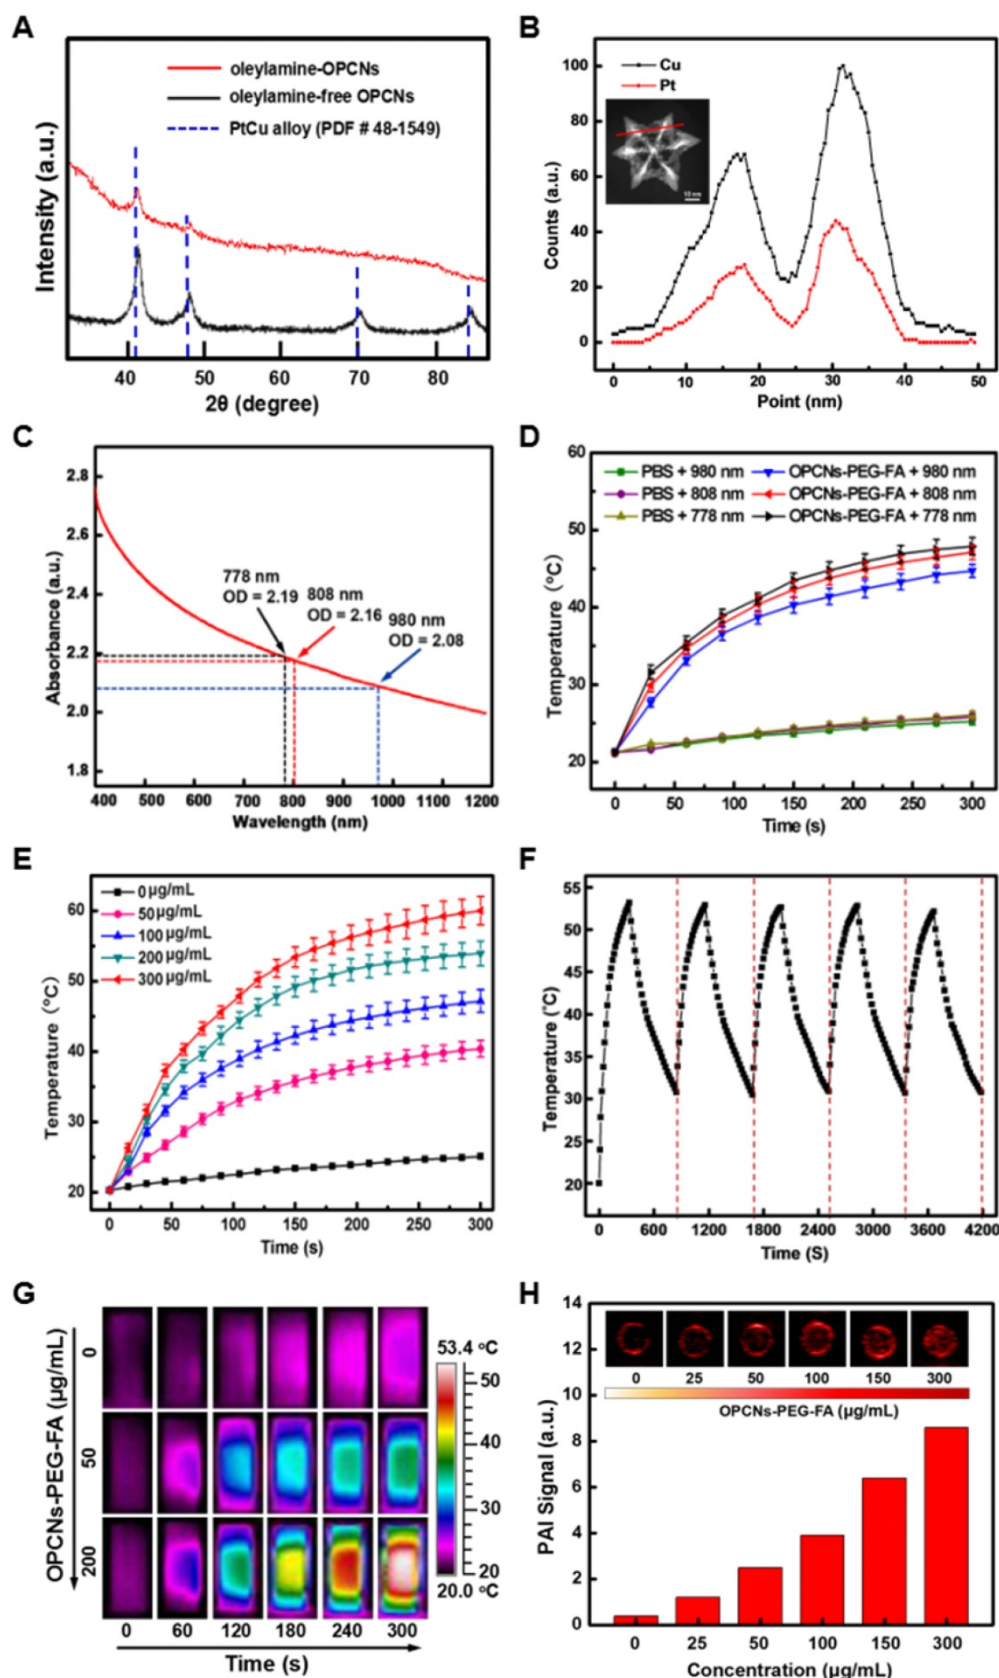 A
oleylamine-OPCNs
oleylamine-free OPCNs
PtCu alloy (PDF # 48-1549)
Intensity (a.u.)
40 50 60 70 80
2θ (degree)
B
Cu
Pt
10 nm
Counts (a.u.)
100
80
60
40
20
0
0 10 20 30 40 50
Point (nm)
C
Absorbance (a.u.)
2.8
2.6
2.4
2.2
2.0
1.8
778 nm
OD = 2.19
808 nm
OD = 2.16
980 nm
OD = 2.08
400 500 600 700 800 900 1000 1100 1200
Wavelength (nm)
D
PBS + 980 nm
PBS + 808 nm
PBS + 778 nm
OPCNs-PEG-FA + 980 nm
OPCNs-PEG-FA + 808 nm
OPCNs-PEG-FA + 778 nm
Temperature (°C)
60
50
40
30
20
0 50 100 150 200 250 300
Time (s)
E
0 µg/mL
50 µg/mL
100 µg/mL
200 µg/mL
300 µg/mL
Temperature (°C)
60
50
40
30
20
0 50 100 150 200 250 300
Time (s)
F
Temperature (°C)
55
50
45
40
35
30
25
20
0 600 1200 1800 2400 3000 3600 4200
Time (S)
G
OPCNs-PEG-FA (µg/mL)
0
50
200
53.4 °C
50
40
30
20
20.0 °C
0 60 120 180 240 300
Time (s)
H
PAI Signal (a.u.)
14
12
10
8
6
4
2
0
0 25 50 100 150 300
OPCNs-PEG-FA (µg/mL)
0 25 50 100 150 300
Concentration (µg/mL)